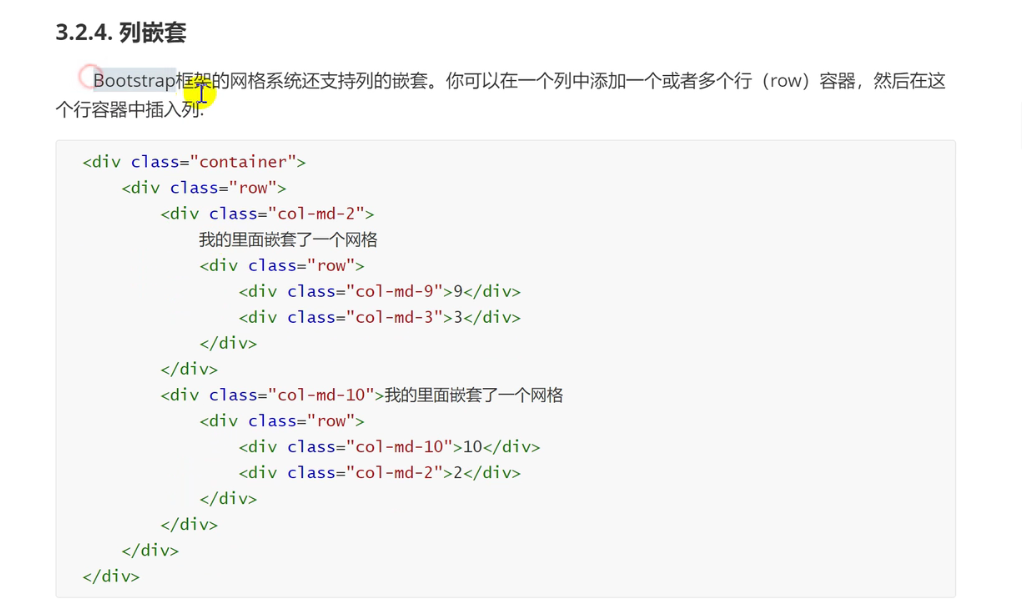 3.2.4. 列嵌套
Bootstrap框架的网格系统还支持列的嵌套。你可以在一个列中添加一个或者多个行（row）容器，然后在这
个行容器中插入列.
<div class="container">
<div class="row">
<div class="col-md-2">
我的里面嵌套了一个网格
<div class="row">
<div class="col-md-9">9</div>
<div class="col-md-3">3</div>
</div>
</div>
<div class="col-md-10">我的里面嵌套了一个网格
<div class="row">
<div class="col-md-10">10</div>
<div class="col-md-2">2</div>
</div>
</div>
</div>
</div>